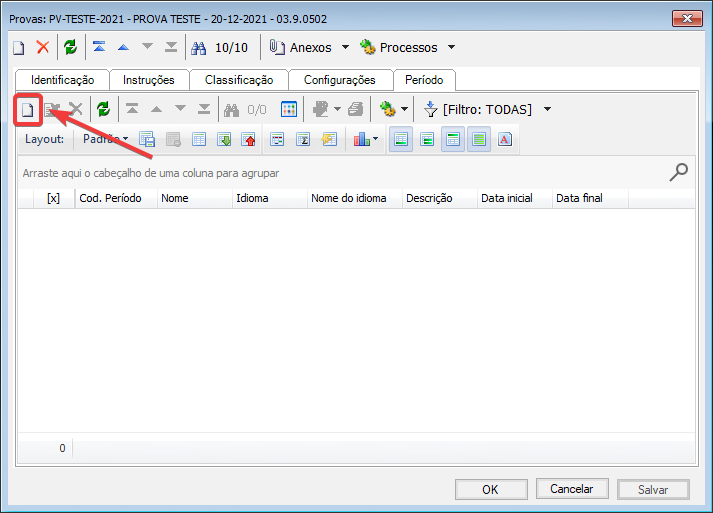 Provas: PV-TESTE-2021 - PROVA TESTE - 20-12-2021 - 03.9.0502
10/10 Anexos Processos
Identificação Instruções Classificação Configurações Período
0/0 [Filtro: TODAS]
Layout: Padrão
Arraste aqui o cabeçalho de uma coluna para agrupar
[x] Cod. Período Nome Idioma Nome do idioma Descrição Data inicial Data final
0
OK Cancelar Salvar